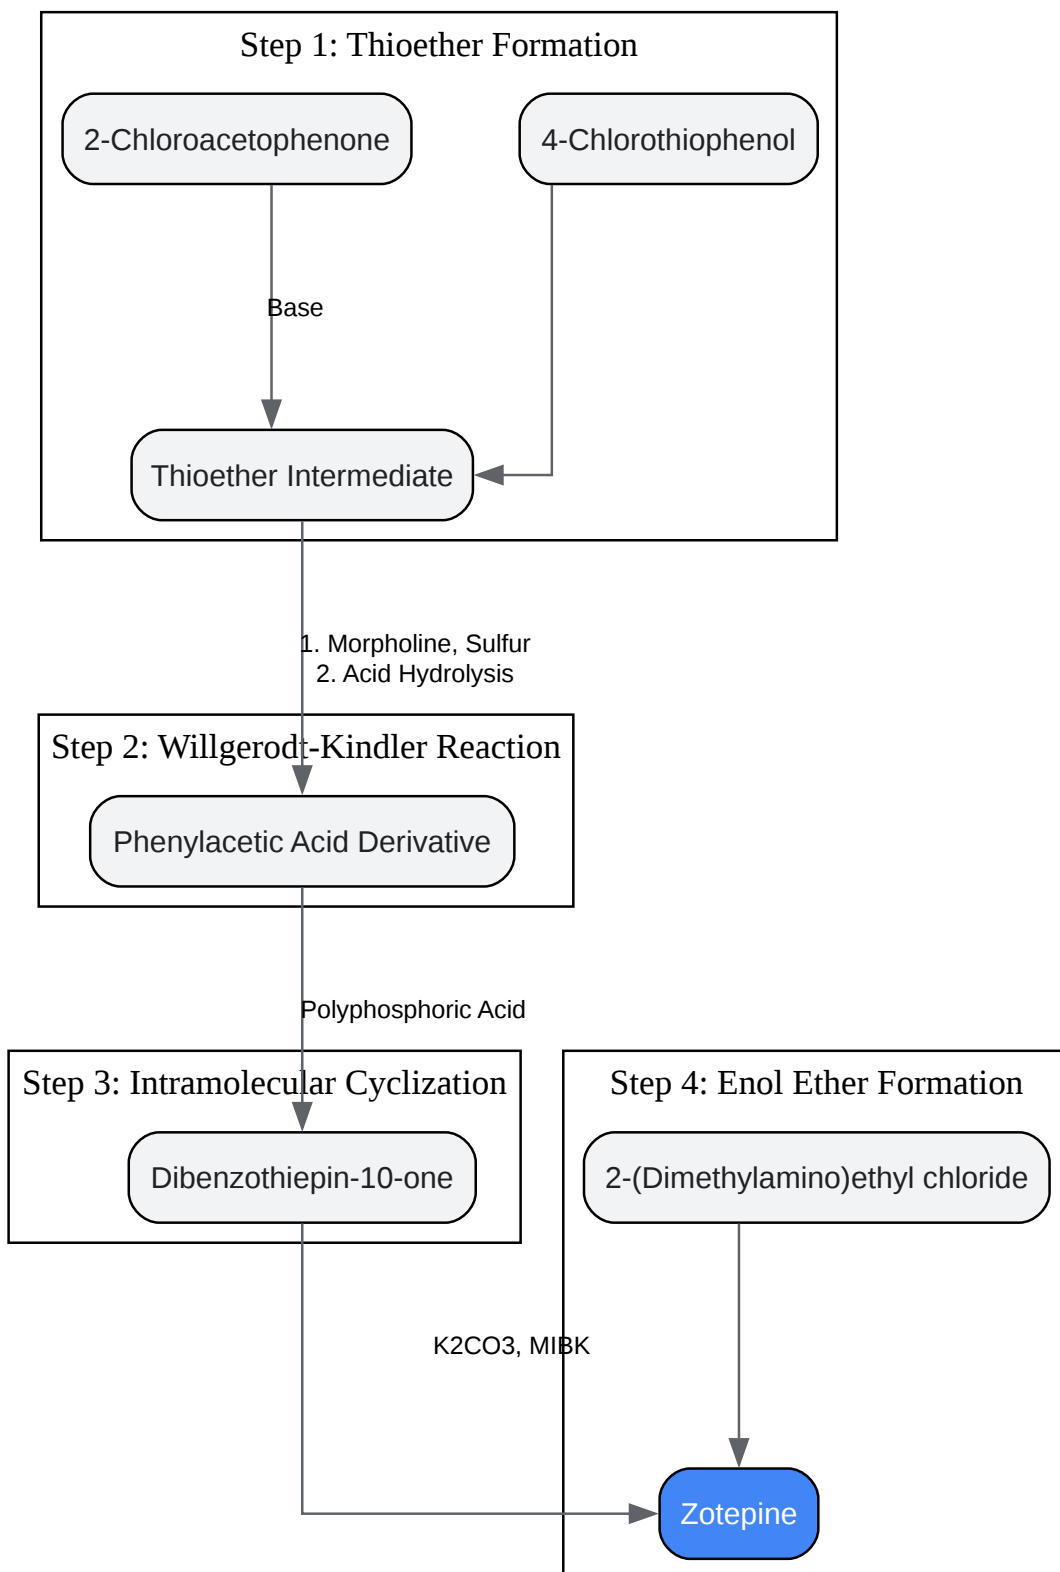 Step 1: Thioether Formation
2-Chloroacetophenone
4-Chlorothiophenol
Base
Thioether Intermediate
1. Morpholine, Sulfur
2. Acid Hydrolysis
Step 2: Willgerodt-Kindler Reaction
Phenylacetic Acid Derivative
Polyphosphoric Acid
Step 3: Intramolecular Cyclization
Step 4: Enol Ether Formation
Dibenzothiepin-10-one
2-(Dimethylamino)ethyl chloride
K2CO3, MIBK
Zotepine